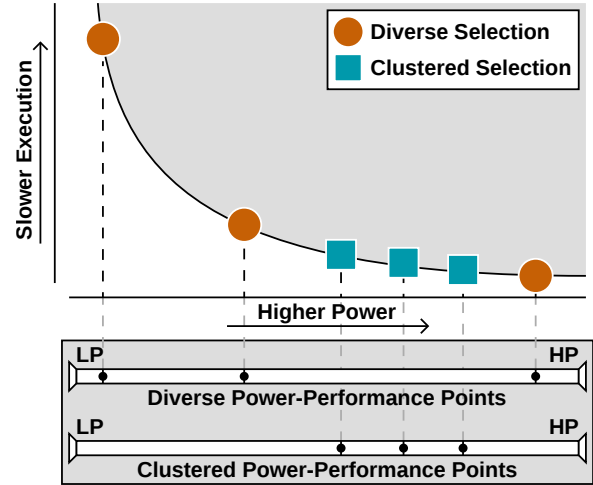 Diverse Selection
Clustered Selection
Slower Execution
Higher Power
LP HP
Diverse Power-Performance Points
LP HP
Clustered Power-Performance Points